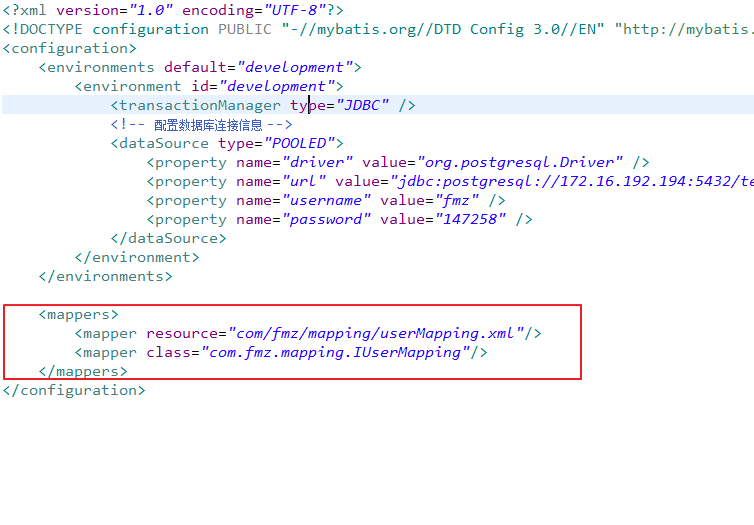 <?xml version="1.0" encoding="UTF-8"?>
<!DOCTYPE configuration PUBLIC "-//mybatis.org//DTD Config 3.0//EN" "http://mybatis.
<configuration>
<environments default="development">
<environment id="development">
<transactionManager type="JDBC" />
<!-- 配置数据库连接信息 -->
<dataSource type="POOLED">
<property name="driver" value="org.postgresql.Driver" />
<property name="url" value="jdbc:postgresql://172.16.192.194:5432/te
<property name="username" value="fmz" />
<property name="password" value="147258" />
</dataSource>
</environment>
</environments>
<mappers>
<mapper resource="com/fmz/mapping/userMapping.xml"/>
<mapper class="com.fmz.mapping.IUserMapping"/>
</mappers>
</configuration>